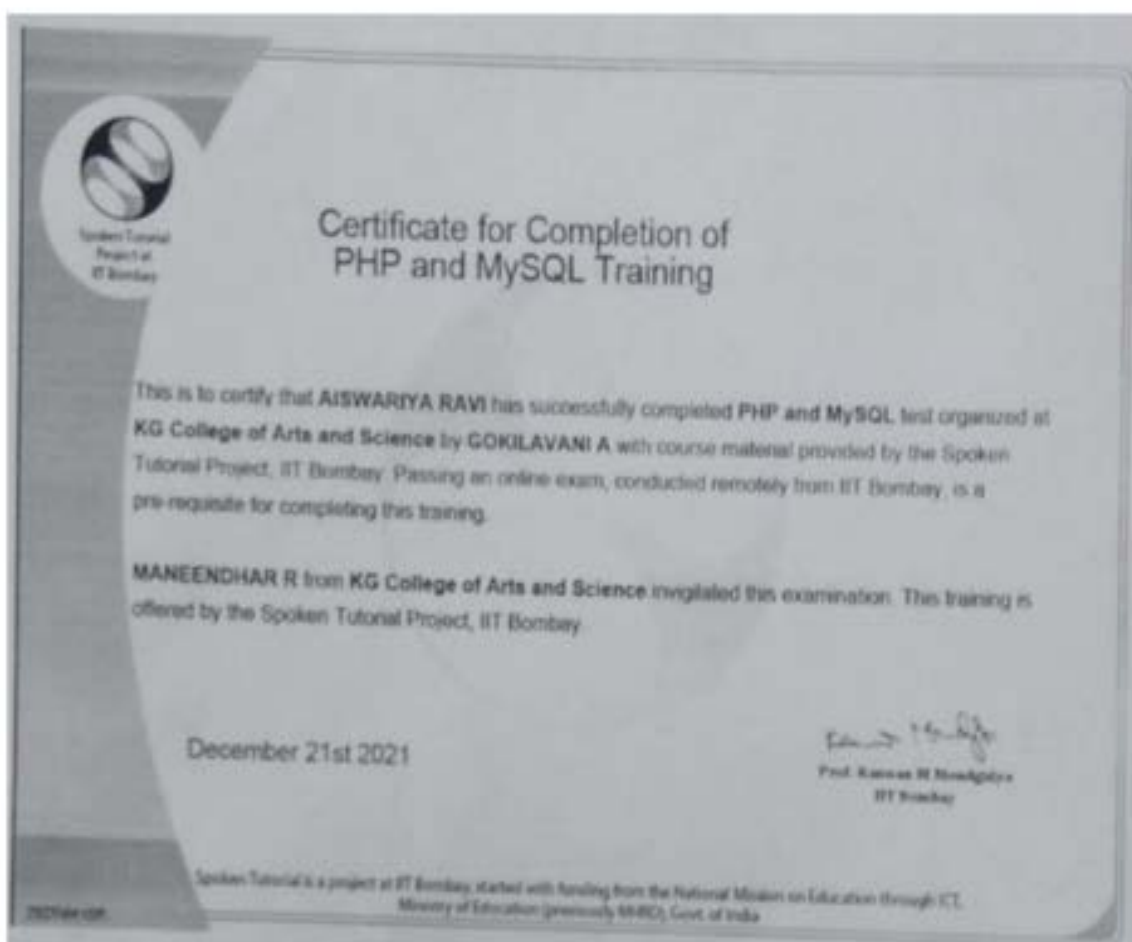 Spoken Tutorial
Project at
IIT Bombay
Certificate for Completion of
PHP and MySQL Training
This is to certify that AISWARIYA RAVI has successfully completed PHP and MySQL test organized at
KG College of Arts and Science by GOKILAVANI A with course material provided by the Spoken
Tutorial Project, IIT Bombay. Passing an online exam, conducted remotely from IIT Bombay, is a
pre-requisite for completing this training.
MANEENDHAR R from KG College of Arts and Science invigilated this examination. This training is
offered by the Spoken Tutorial Project, IIT Bombay
December 21st 2021
Prof. Kannan M Moudgalya
IIT Bombay
Spoken Tutorial is a project at IIT Bombay, started with funding from the National Mission on Education through ICT,
Ministry of Education (previously MHRD), Govt. of India